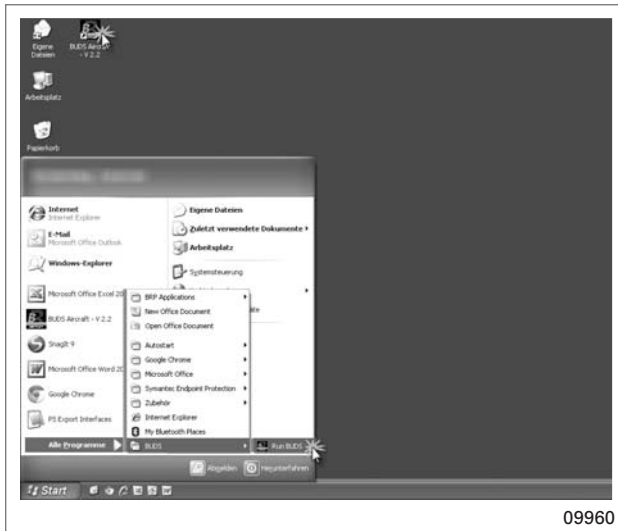 Eigene
Dateien
BUDS Aircraft
- V 2.2
Arbeitsplatz
Papierkorb
Internet
Internet Explorer
E-Mail
Microsoft Office Outlook
Windows-Explorer
Microsoft Office Excel 20
BUDS Aircraft - V 2.2
SnagIt 9
Microsoft Office Word 20
Google Chrome
PS Export Interfaces
Alle Programme
Eigene Dateien
Zuletzt verwendete Dokumente
Arbeitsplatz
Systemsteuerung
BRP Applications
New Office Document
Open Office Document
Autostart
Google Chrome
Microsoft Office
Symantec Endpoint Protection
Zubehör
Internet Explorer
My Bluetooth Places
BUDS
Run BUDS
Abmelden
Herunterfahren
Start
09960